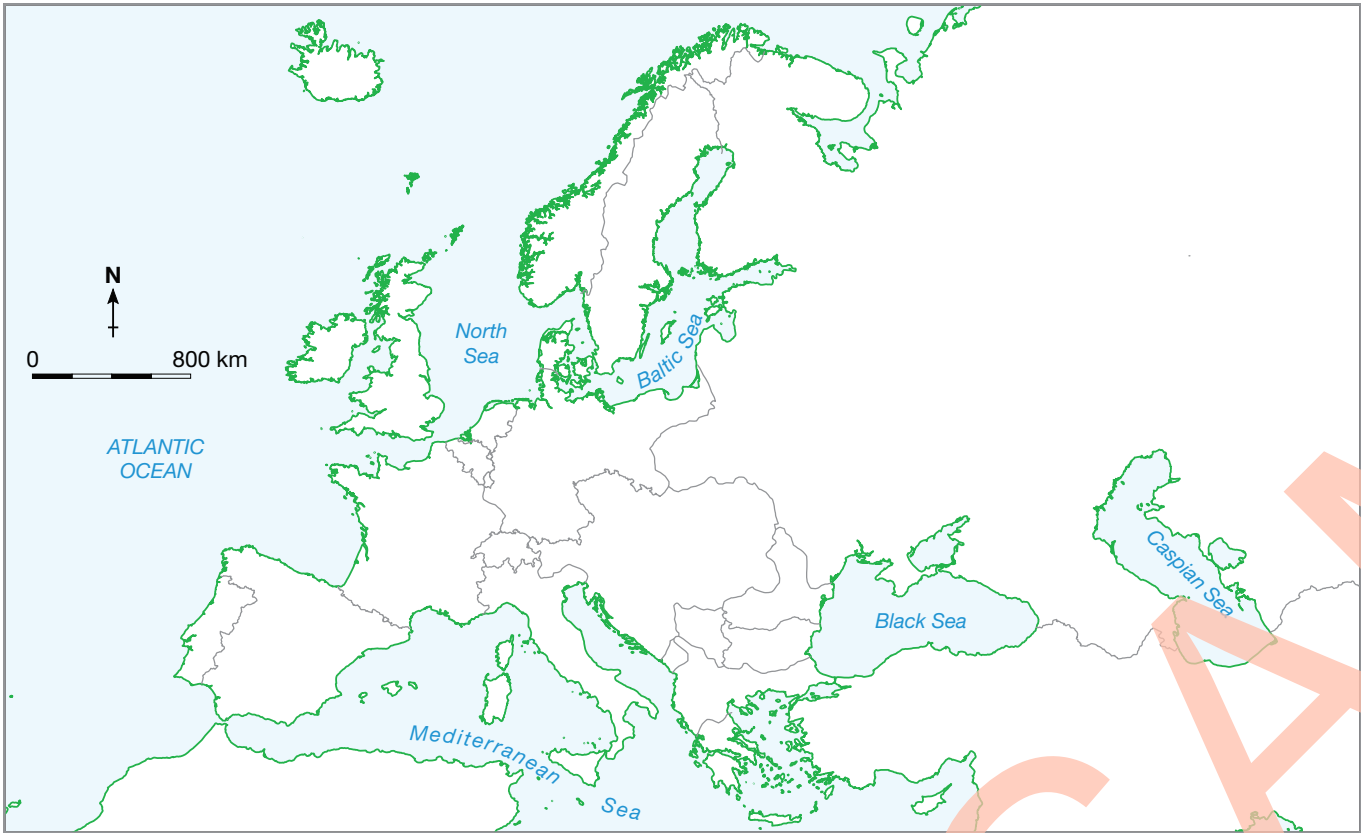 N
0 800 km
North
Sea
Baltic Sea
ATLANTIC
OCEAN
Caspian Sea
Black Sea
Mediterranean
Sea